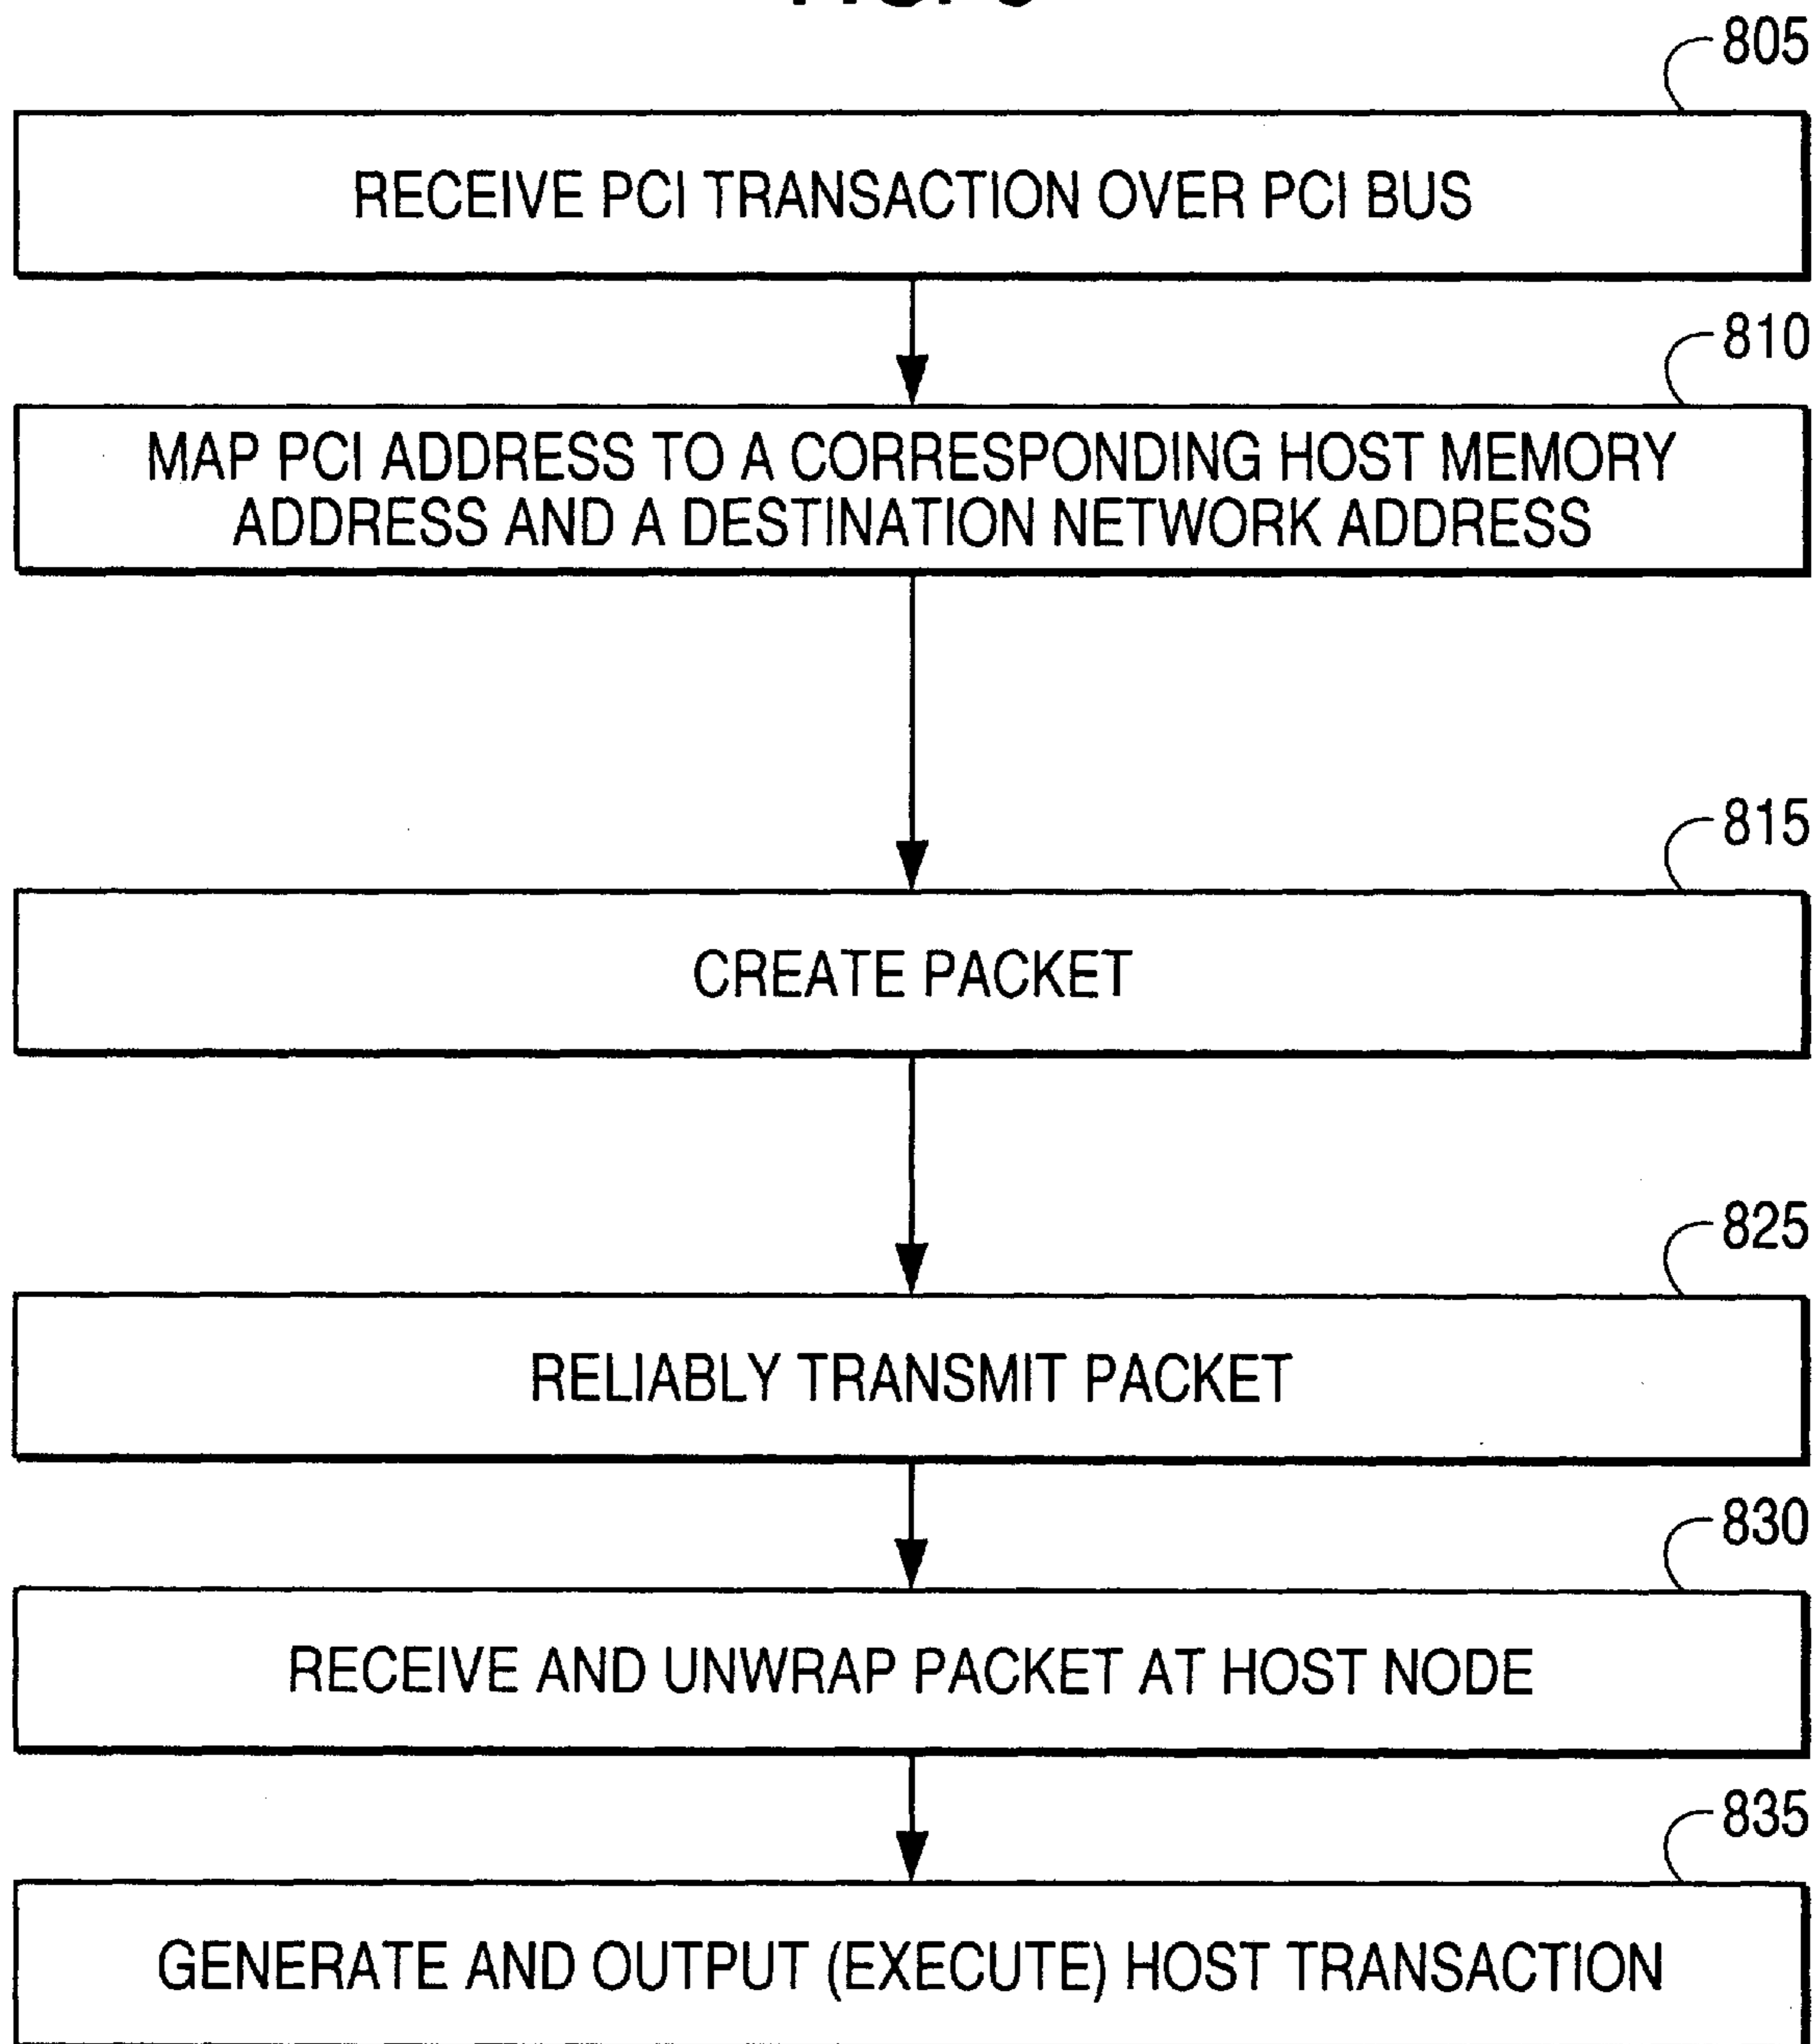 805
RECEIVE PCI TRANSACTION OVER PCI BUS
810
MAP PCI ADDRESS TO A CORRESPONDING HOST MEMORY
ADDRESS AND A DESTINATION NETWORK ADDRESS
815
CREATE PACKET
825
RELIABLY TRANSMIT PACKET
830
RECEIVE AND UNWRAP PACKET AT HOST NODE
835
GENERATE AND OUTPUT (EXECUTE) HOST TRANSACTION